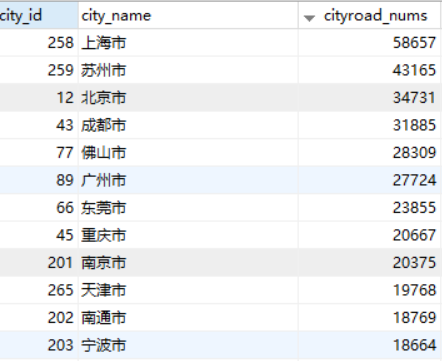 city_id city_name cityroad_nums
258 上海市 58657
259 苏州市 43165
12 北京市 34731
43 成都市 31885
77 佛山市 28309
89 广州市 27724
66 东莞市 23855
45 重庆市 20667
201 南京市 20375
265 天津市 19768
202 南通市 18769
203 宁波市 18664